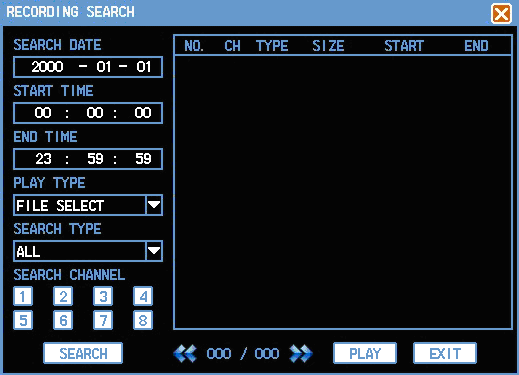 RECORDING SEARCH
SEARCH DATE
2000 - 01 - 01
START TIME
00 : 00 : 00
END TIME
23 : 59 : 59
PLAY TYPE
FILE SELECT
SEARCH TYPE
ALL
SEARCH CHANNEL
1 2 3 4
5 6 7 8
SEARCH
NO. CH TYPE SIZE START END
000 / 000
PLAY
EXIT